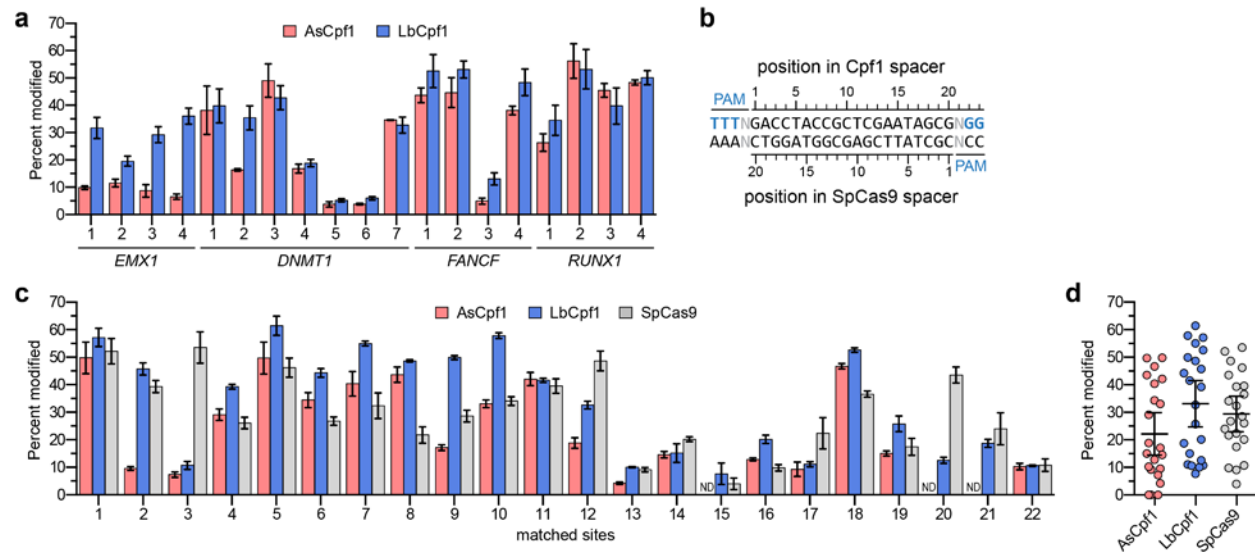 a
AsCpf1 LbCpf1
Percent modified
70
60
50
40
30
20
10
0
1 2 3 4 1 2 3 4 5 6 7 1 2 3 4 1 2 3 4
EMX1 DNMT1 FANCF RUNX1
b
position in Cpf1 spacer
PAM 1 5 10 15 20
TTTNGACCTACCGCTCGAATAGCGNGG
AAANCTGGATGGCGAGCTTATCGCNCC
20 15 10 5 1 PAM
position in SpCas9 spacer
c
AsCpf1 LbCpf1 SpCas9
Percent modified
70
60
50
40
30
20
10
0
ND ND ND
1 2 3 4 5 6 7 8 9 10 11 12 13 14 15 16 17 18 19 20 21 22
matched sites
d
Percent modified
70
60
50
40
30
20
10
0
AsCpf1
LbCpf1
SpCas9